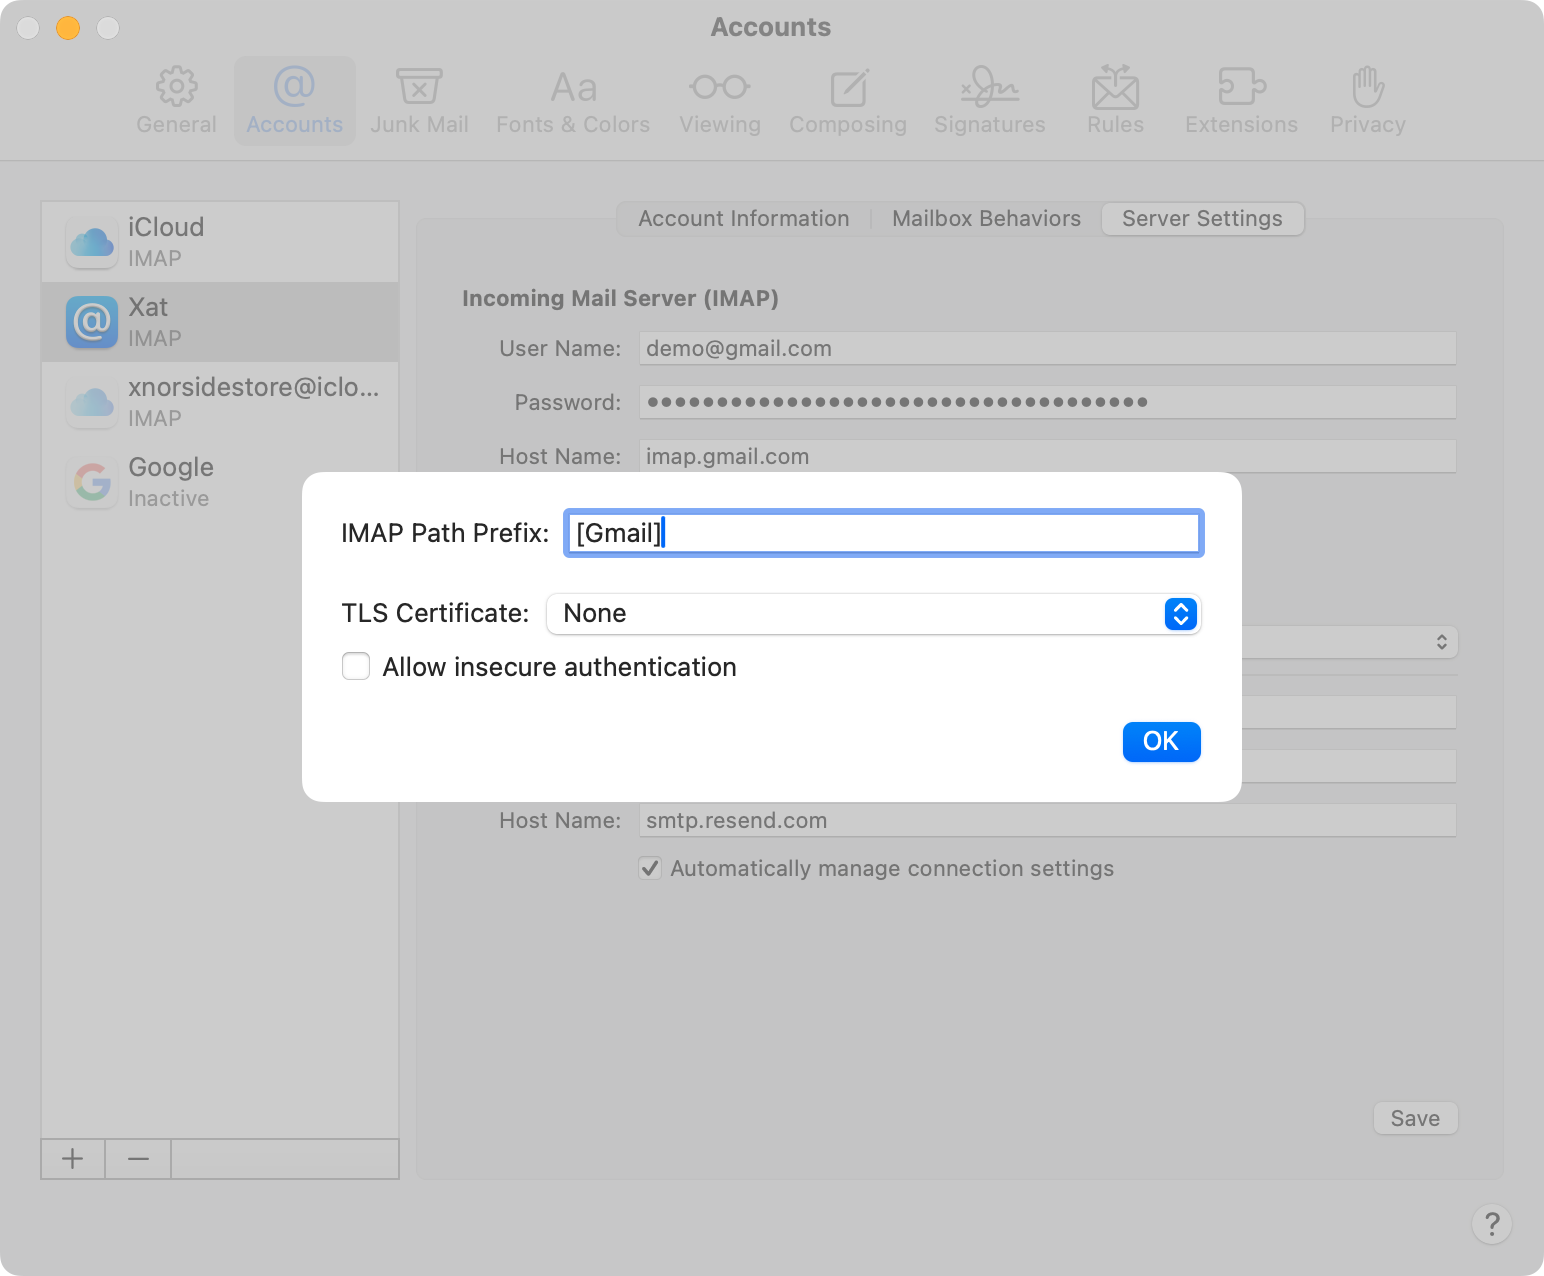 Accounts
General
Accounts
Junk Mail
Aa
Fonts & Colors
Viewing
Composing
Signatures
Rules
Extensions
Privacy
iCloud
IMAP
@
Xat
IMAP
xnorsidestore@iclo...
IMAP
Google
Inactive
Account Information
Mailbox Behaviors
Server Settings
Incoming Mail Server (IMAP)
User Name: demo@gmail.com
Password: ••••••••••••••••••••••••••••••••••••
Host Name: imap.gmail.com
IMAP Path Prefix: [Gmail]
TLS Certificate: None
Allow insecure authentication
OK
Host Name: smtp.resend.com
Automatically manage connection settings
Save
?